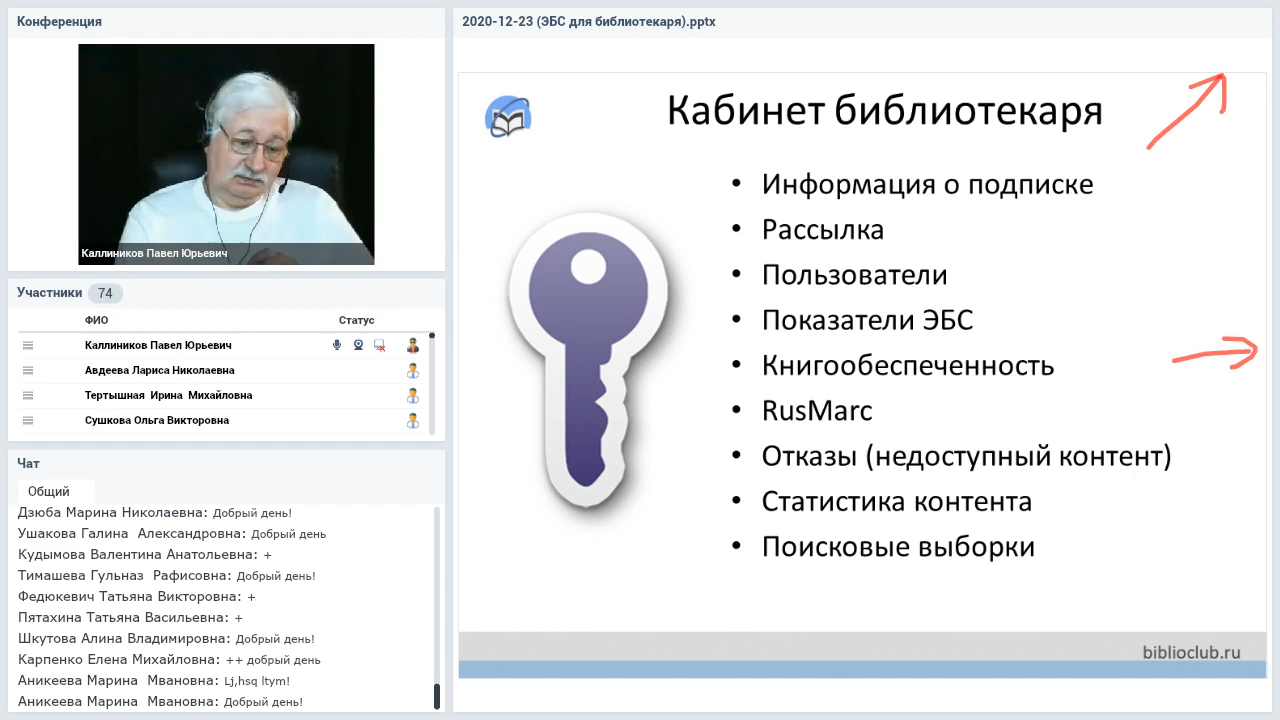 Конференция
Каллиников Павел Юрьевич
Участники 74
ФИО Статус
Каллиников Павел Юрьевич
Авдеева Лариса Николаевна
Тертышная Ирина Михайловна
Сушкова Ольга Викторовна
Чат
Общий
Дзюба Марина Николаевна: Добрый день!
Ушакова Галина Александровна: Добрый день
Кудымова Валентина Анатольевна: +
Тимашева Гульназ Рафисовна: Добрый день!
Федюкевич Татьяна Викторовна: +
Пятахина Татьяна Васильевна: +
Шкутова Алина Владимировна: Добрый день!
Карпенко Елена Михайловна: ++ добрый день
Аникеева Марина Мвановна: Lj,hsq ltym!
Аникеева Марина Мвановна: Добрый день!
2020-12-23 (ЭБС для библиотекаря).pptx
Кабинет библиотекаря
• Информация о подписке
• Рассылка
• Пользователи
• Показатели ЭБС
• Книгообеспеченность
• RusMarc
• Отказы (недоступный контент)
• Статистика контента
• Поисковые выборки
biblioclub.ru